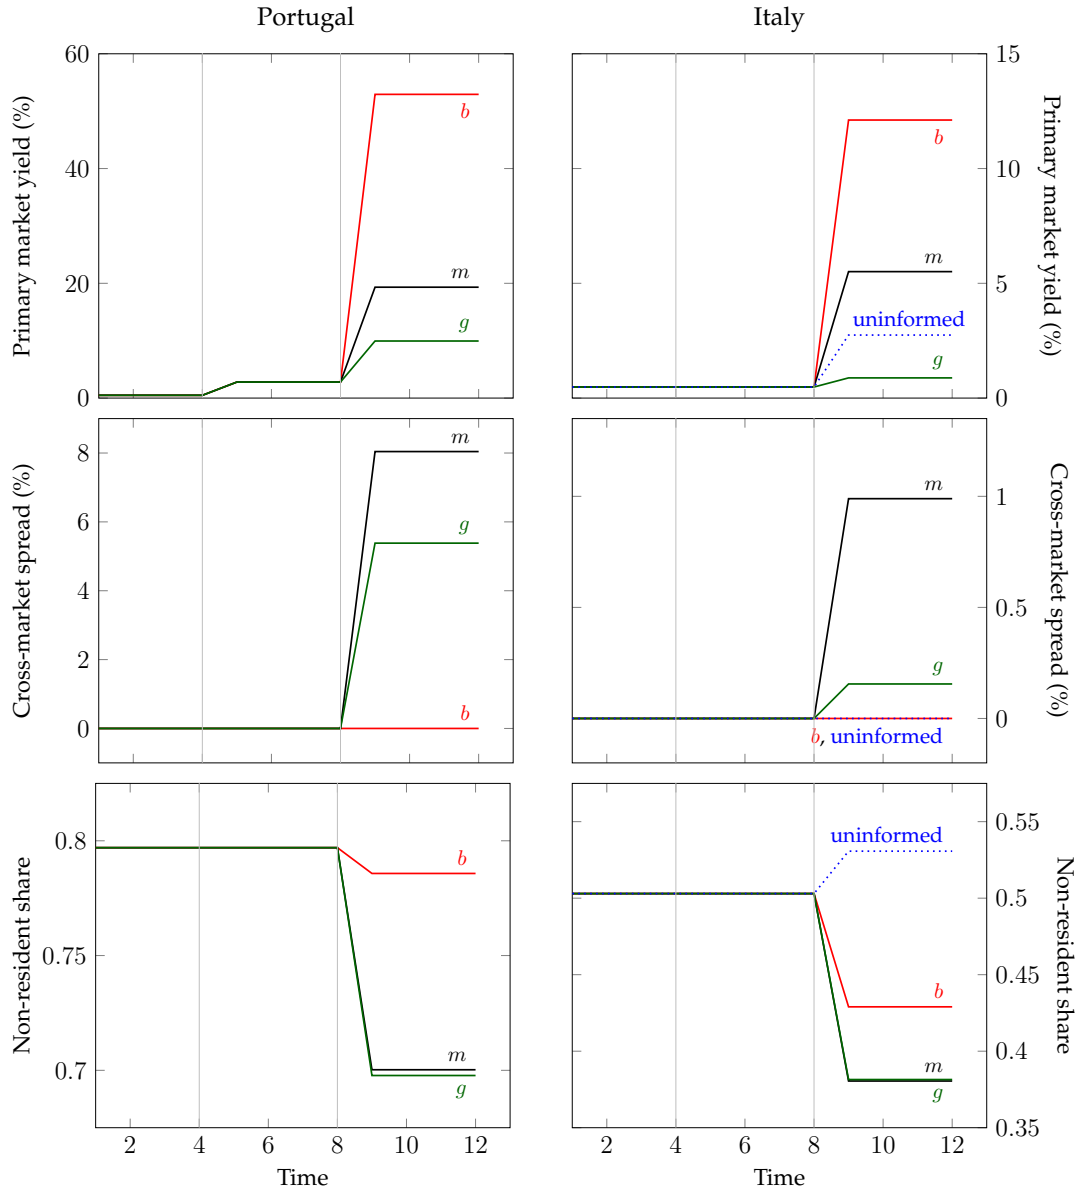 Portugal
Italy
Primary market yield (%)
60
40
20
0
b
m
g
15
10
5
0
Primary market yield (%)
b
m
uninformed
g
Cross-market spread (%)
8
6
4
2
0
m
g
b
1
0.5
0
Cross-market spread (%)
m
g
b, uninformed
Non-resident share
0.8
0.75
0.7
b
m
g
2 4 6 8 10 12
Time
0.55
0.5
0.45
0.4
0.35
Non-resident share
uninformed
b
m
g
2 4 6 8 10 12
Time